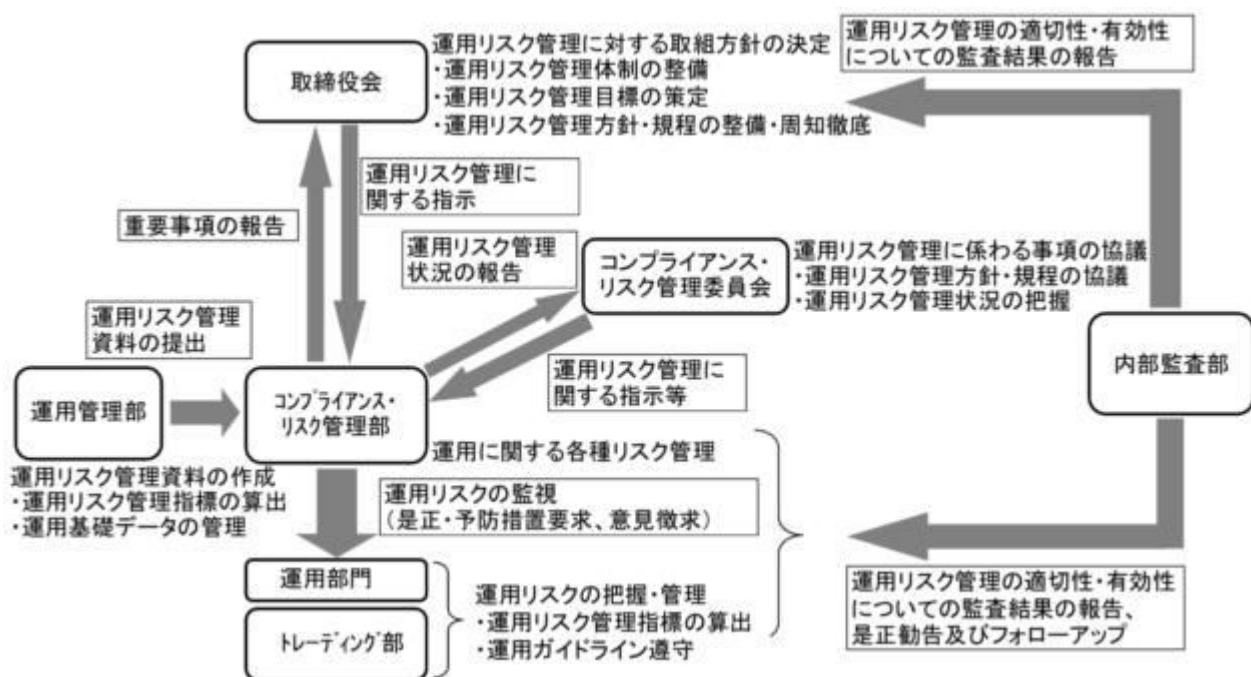 運用リスク管理に対する取組方針の決定
・運用リスク管理体制の整備
・運用リスク管理目標の策定
・運用リスク管理方針・規程の整備・周知徹底
取締役会
運用リスク管理の適切性・有効性
についての監査結果の報告
運用リスク管理に
関する指示
重要事項の報告
運用リスク管理
状況の報告
コンプライアンス・
リスク管理委員会
運用リスク管理に係わる事項の協議
・運用リスク管理方針・規程の協議
・運用リスク管理状況の把握
運用リスク管理
資料の提出
運用リスク管理に
関する指示等
内部監査部
運用管理部
コンプライアンス・
リスク管理部
運用に関する各種リスク管理
運用リスク管理資料の作成
・運用リスク管理指標の算出
・運用基礎データの管理
運用リスクの監視
(是正・予防措置要求、意見徴求)
運用部門
トレーディング部
運用リスクの把握・管理
・運用リスク管理指標の算出
・運用ガイドライン遵守
運用リスク管理の適切性・有効性
についての監査結果の報告、
是正勧告及びフォローアップ